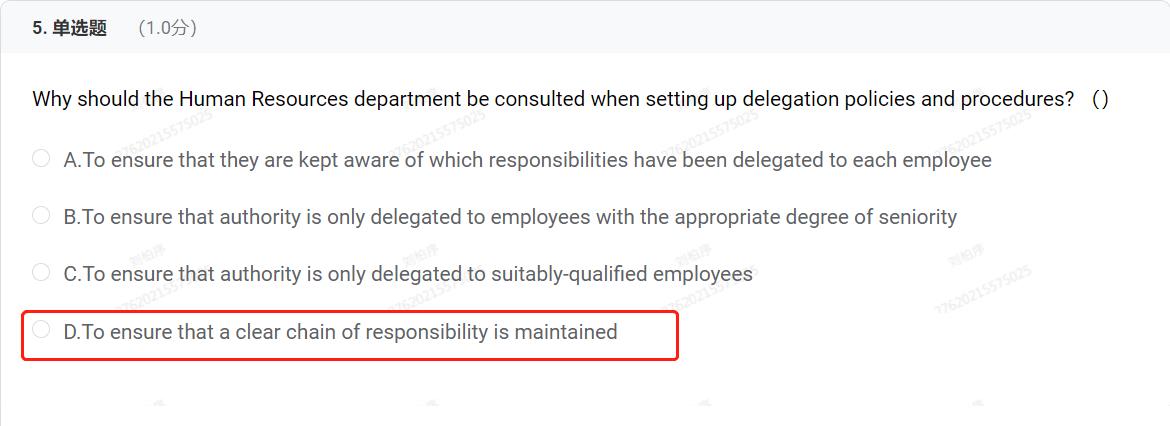 5. 单选题 (1.0分)
Why should the Human Resources department be consulted when setting up delegation policies and procedures? ()
A.To ensure that they are kept aware of which responsibilities have been delegated to each employee
B.To ensure that authority is only delegated to employees with the appropriate degree of seniority
C.To ensure that authority is only delegated to suitably-qualified employees
D.To ensure that a clear chain of responsibility is maintained